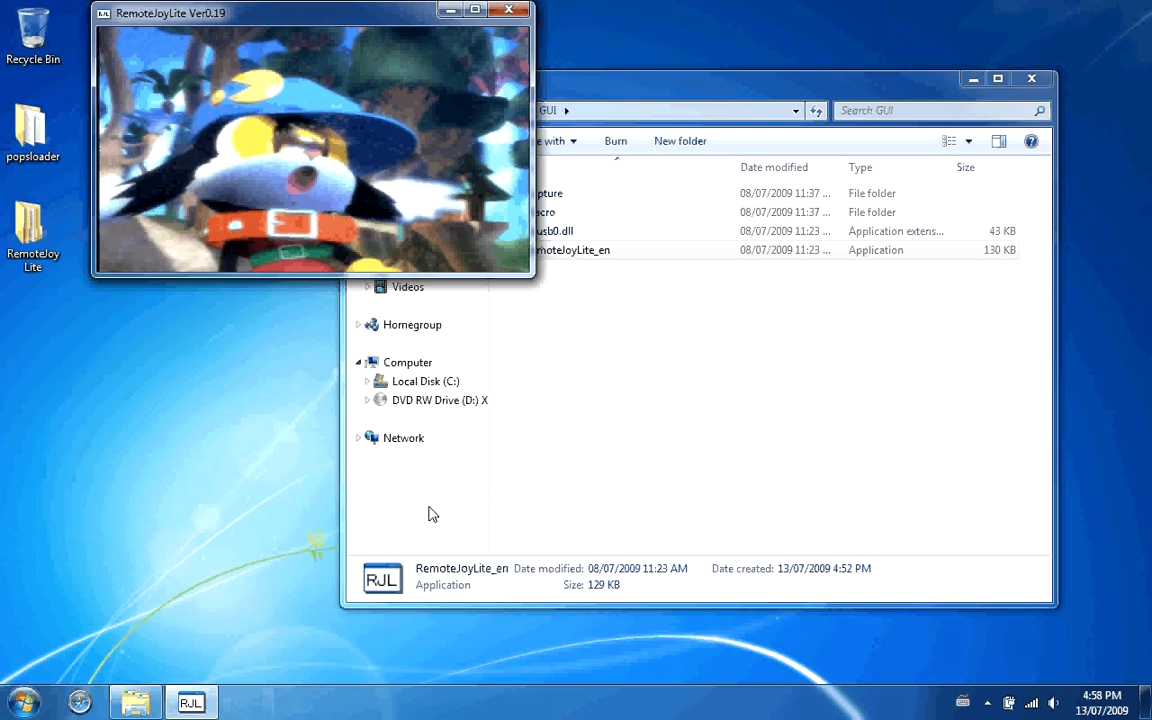 RemoteJoyLite Ver0.19
Recycle Bin
popsloader
RemoteJoy
Lite
GUI
Search GUI
e with
Burn
New folder
Date modified
Type
Size
pture
08/07/2009 11:37 ...
File folder
acro
08/07/2009 11:37 ...
File folder
usb0.dll
08/07/2009 11:23 ...
Application extens...
43 KB
moteJoyLite_en
08/07/2009 11:23 ...
Application
130 KB
Videos
Homegroup
Computer
Local Disk (C:)
DVD RW Drive (D:) X
Network
RJL
RemoteJoyLite_en
Date modified: 08/07/2009 11:23 AM
Date created: 13/07/2009 4:52 PM
Application
Size: 129 KB
RJL
4:58 PM
13/07/2009